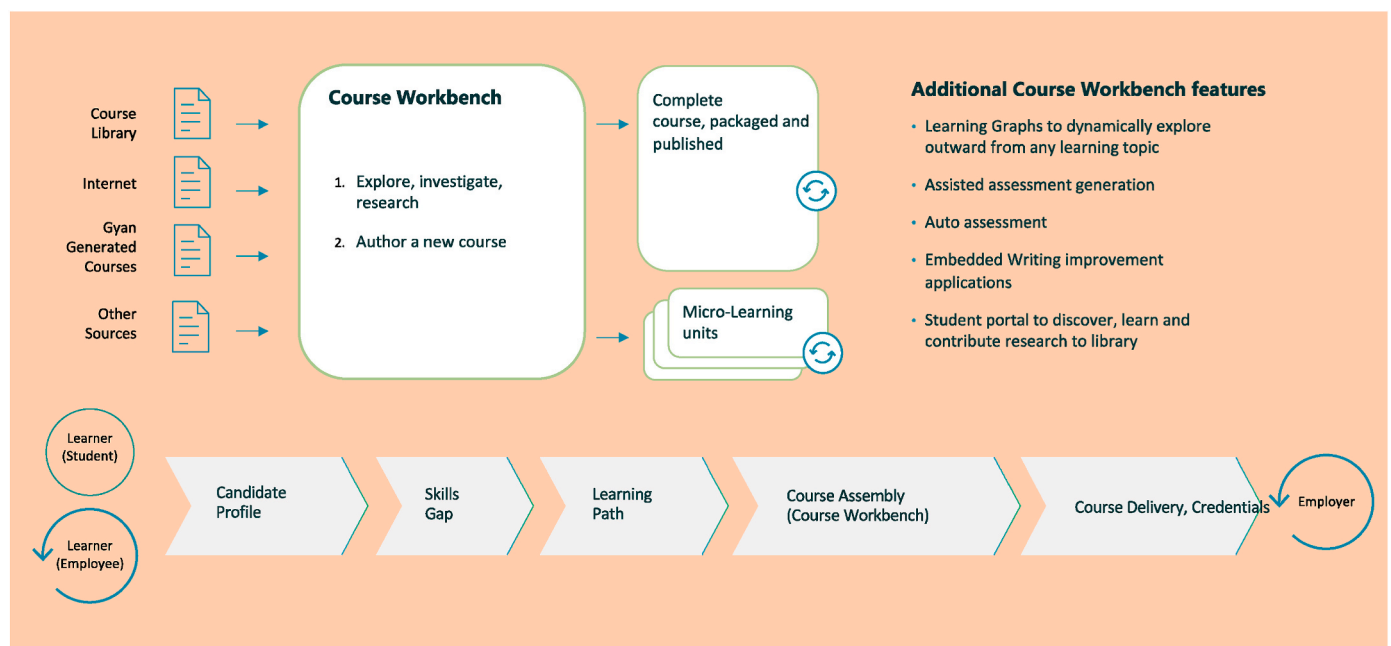 Course
Library
Internet
Gyan
Generated
Courses
Other
Sources
Course Workbench
1. Explore, investigate,
research
2. Author a new course
Complete
course, packaged and
published
Micro-Learning
units
Additional Course Workbench features
• Learning Graphs to dynamically explore
outward from any learning topic
• Assisted assessment generation
• Auto assessment
• Embedded Writing improvement
applications
• Student portal to discover, learn and
contribute research to library
Learner
(Student)
Learner
(Employee)
Candidate
Profile
Skills
Gap
Learning
Path
Course Assembly
(Course Workbench)
Course Delivery, Credentials
Employer